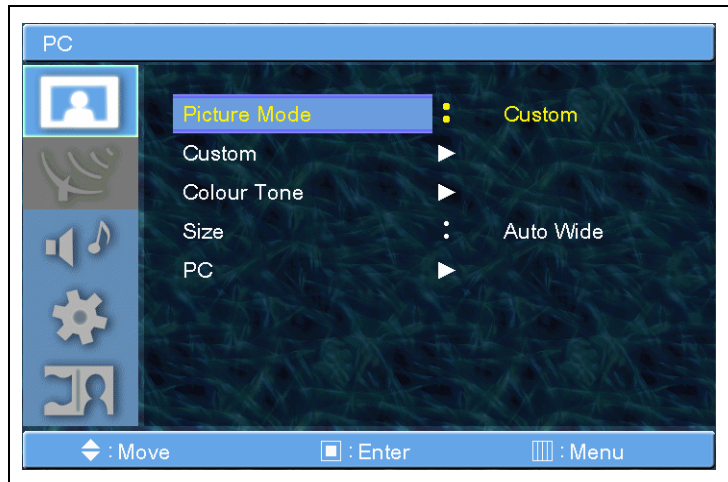 PC
Picture Mode : Custom
Custom ▶
Colour Tone ▶
Size : Auto Wide
PC ▶
: Move : Enter : Menu